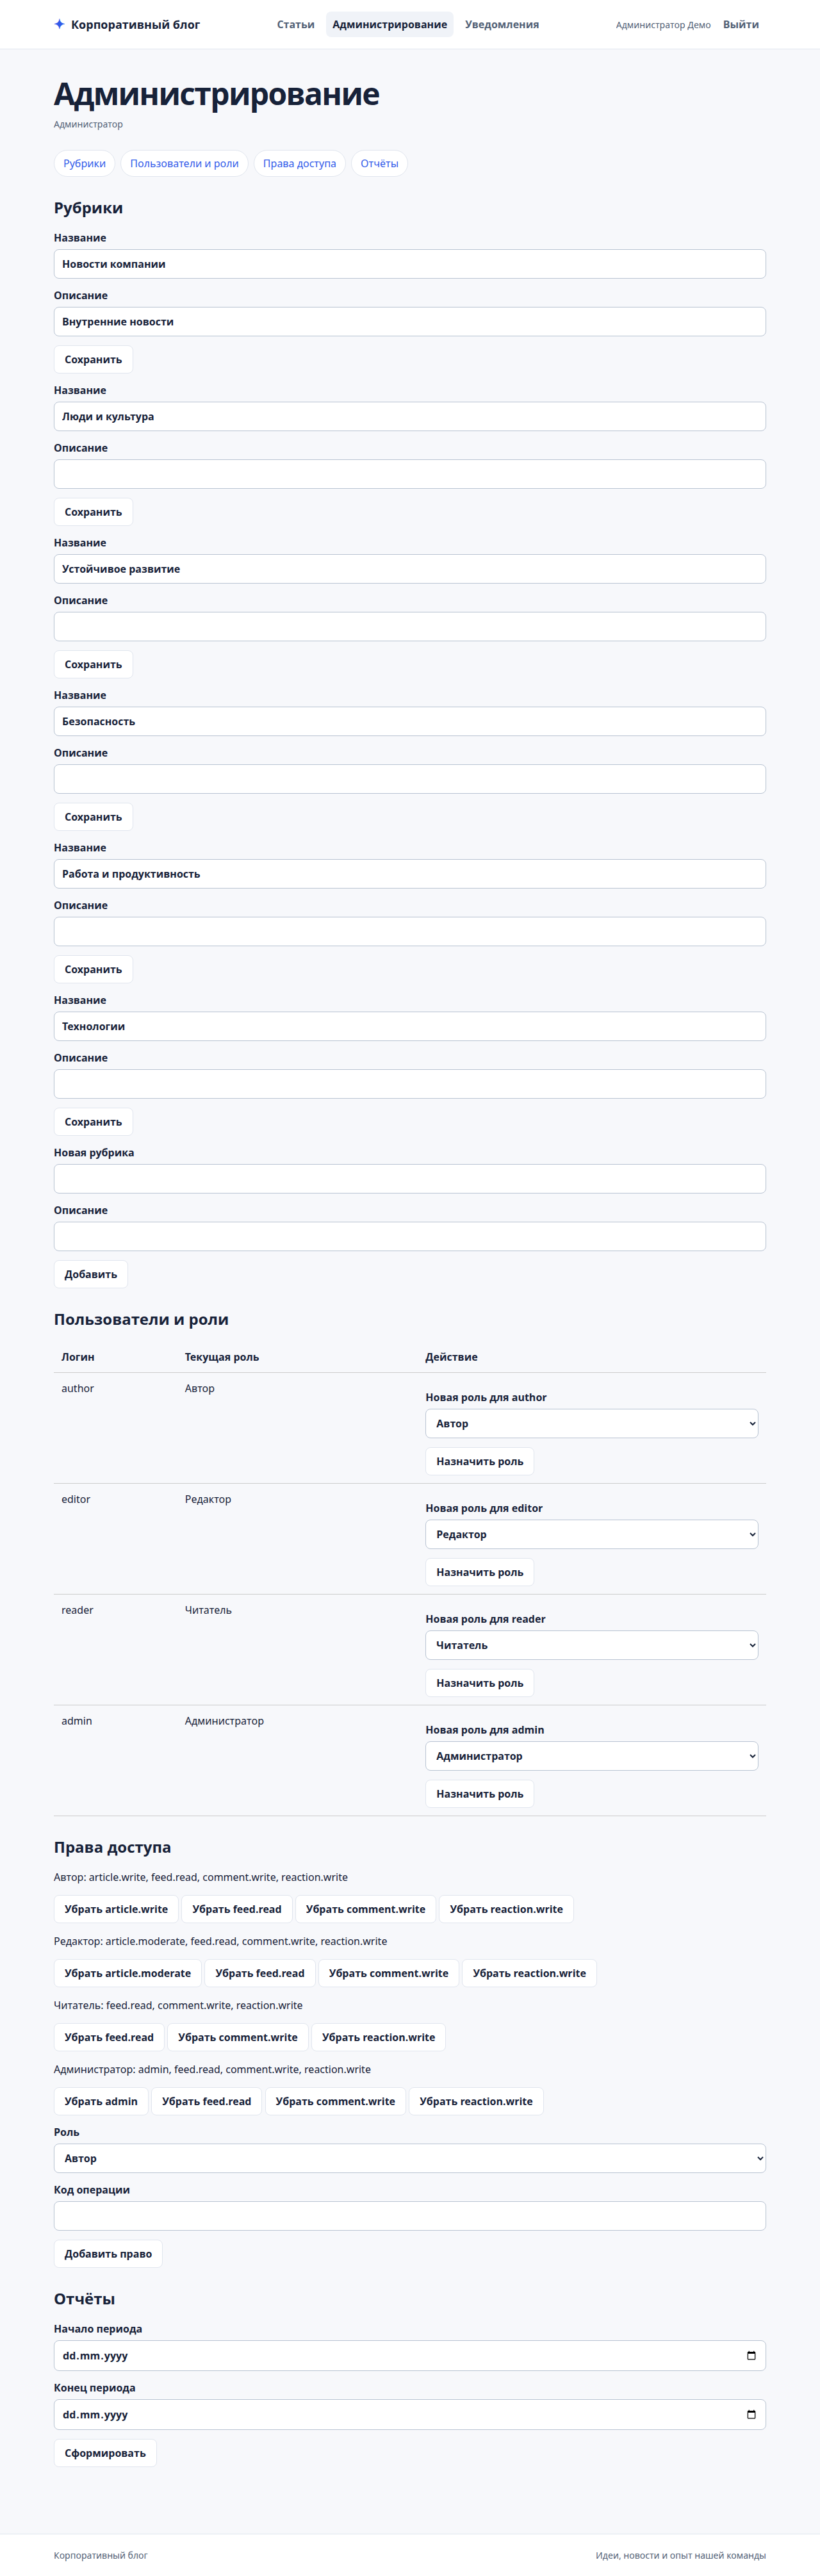 ✦ Корпоративный блог Статьи Администрирование Уведомления Администратор Демо Выйти
Администрирование
Администратор
Рубрики Пользователи и роли Права доступа Отчёты
Рубрики
Название
Новости компании
Описание
Внутренние новости
Сохранить
Название
Люди и культура
Описание
Сохранить
Название
Устойчивое развитие
Описание
Сохранить
Название
Безопасность
Описание
Сохранить
Название
Работа и продуктивность
Описание
Сохранить
Название
Технологии
Описание
Сохранить
Новая рубрика
Описание
Добавить
Пользователи и роли
Логин Текущая роль Действие
author Автор
Новая роль для author
Автор
Назначить роль
editor Редактор
Новая роль для editor
Редактор
Назначить роль
reader Читатель
Новая роль для reader
Читатель
Назначить роль
admin Администратор
Новая роль для admin
Администратор
Назначить роль
Права доступа
Автор: article.write, feed.read, comment.write, reaction.write
Убрать article.write Убрать feed.read Убрать comment.write Убрать reaction.write
Редактор: article.moderate, feed.read, comment.write, reaction.write
Убрать article.moderate Убрать feed.read Убрать comment.write Убрать reaction.write
Читатель: feed.read, comment.write, reaction.write
Убрать feed.read Убрать comment.write Убрать reaction.write
Администратор: admin, feed.read, comment.write, reaction.write
Убрать admin Убрать feed.read Убрать comment.write Убрать reaction.write
Роль
Автор
Код операции
Добавить право
Отчёты
Начало периода
dd.mm.yyyy
Конец периода
dd.mm.yyyy
Сформировать
Корпоративный блог Идеи, новости и опыт нашей команды